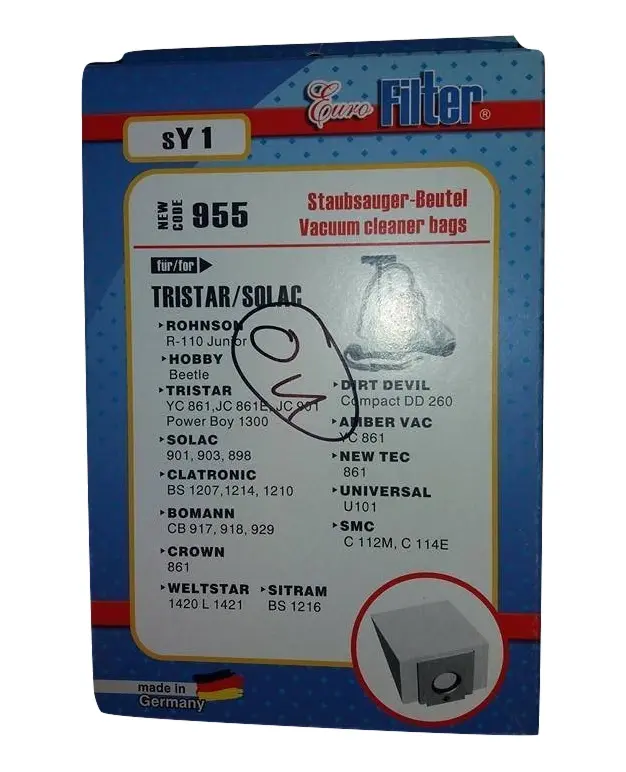 Euro Filter®
sY 1
NEW CODE 955
Staubsauger-Beutel
Vacuum cleaner bags
für/for
TRISTAR/SOLAC
ROHNSON
R-110 Junior
HOBBY
Beetle
TRISTAR
YC 861,JC 861E, JC 901
Power Boy 1300
SOLAC
901, 903, 898
CLATRONIC
BS 1207,1214, 1210
BOMANN
CB 917, 918, 929
CROWN
861
WELTSTAR
1420 L 1421
SITRAM
BS 1216
DIRT DEVIL
Compact DD 260
AMBER VAC
YC 861
NEW TEC
861
UNIVERSAL
U101
SMC
C 112M, C 114E
made in
Germany